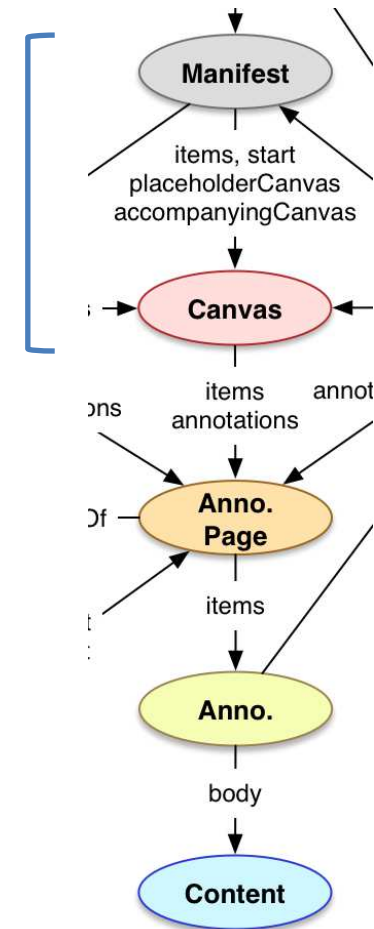 Manifest
items, start
placeholderCanvas
accompanyingCanvas
Canvas
items
annotations
Anno.
Page
items
Anno.
body
Content